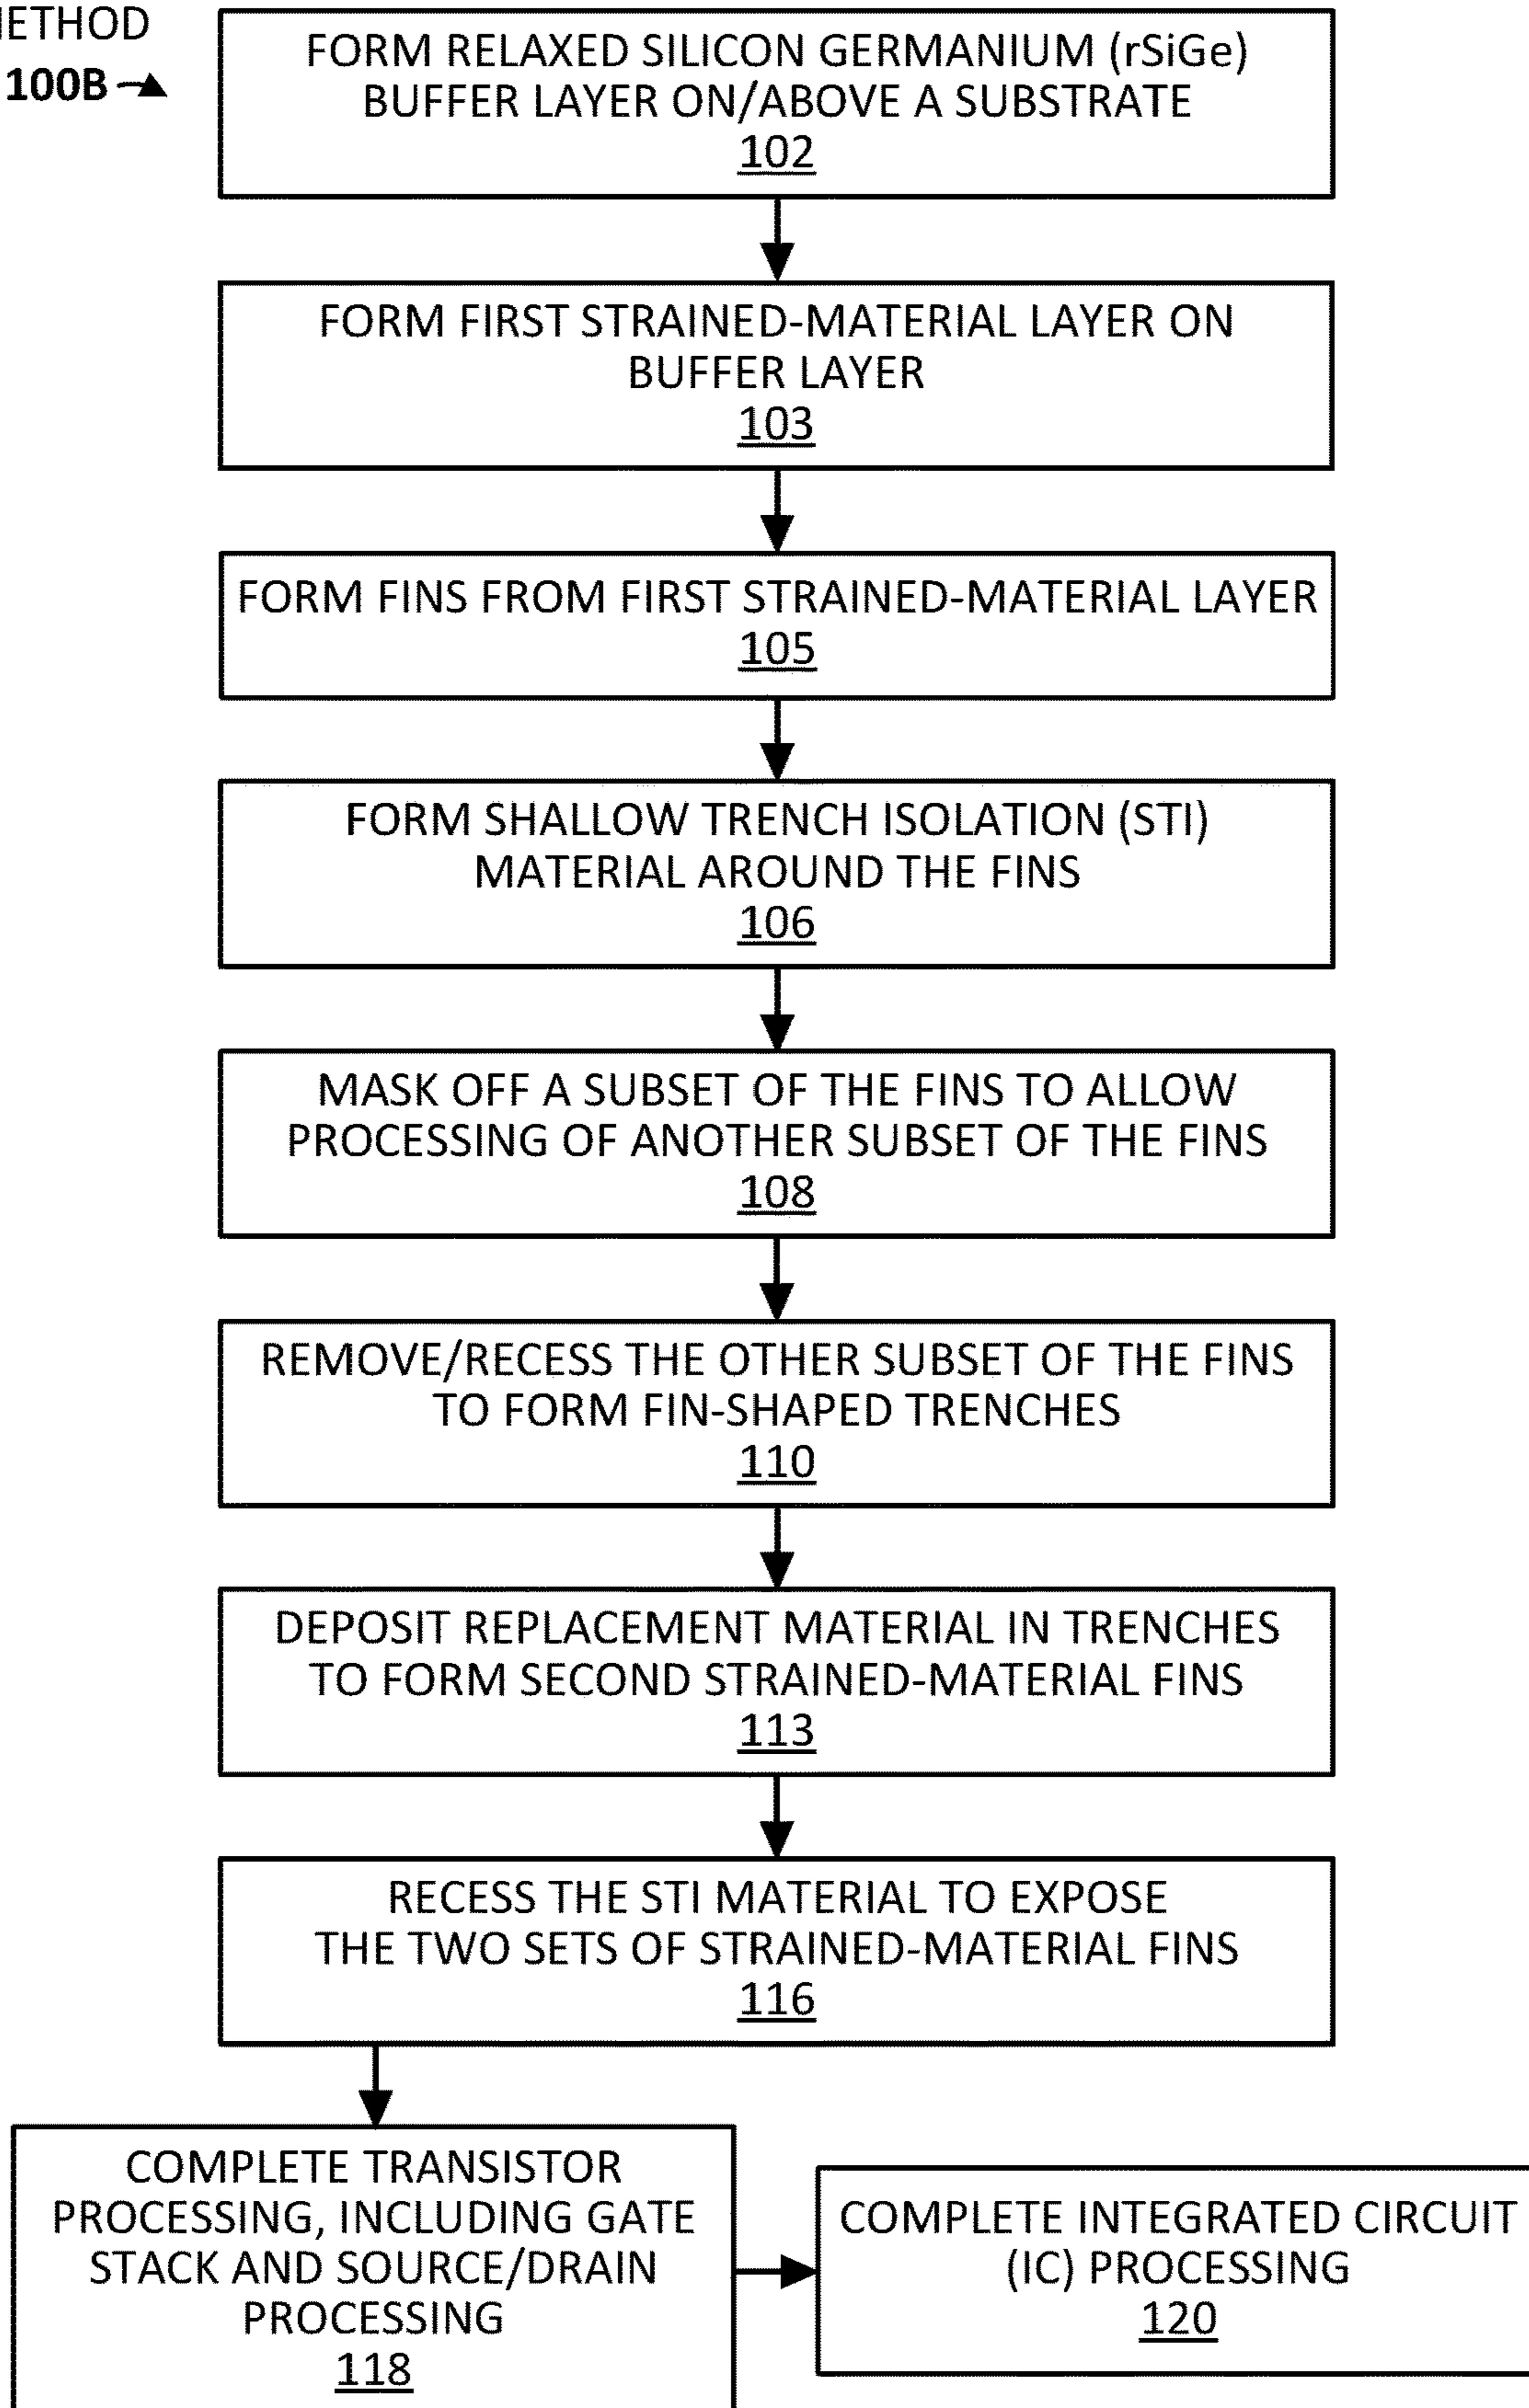 METHOD
100B
FORM RELAXED SILICON GERMANIUM (rSiGe)
BUFFER LAYER ON/ABOVE A SUBSTRATE
102
FORM FIRST STRAINED-MATERIAL LAYER ON
BUFFER LAYER
103
FORM FINS FROM FIRST STRAINED-MATERIAL LAYER
105
FORM SHALLOW TRENCH ISOLATION (STI)
MATERIAL AROUND THE FINS
106
MASK OFF A SUBSET OF THE FINS TO ALLOW
PROCESSING OF ANOTHER SUBSET OF THE FINS
108
REMOVE/RECESS THE OTHER SUBSET OF THE FINS
TO FORM FIN-SHAPED TRENCHES
110
DEPOSIT REPLACEMENT MATERIAL IN TRENCHES
TO FORM SECOND STRAINED-MATERIAL FINS
113
RECESS THE STI MATERIAL TO EXPOSE
THE TWO SETS OF STRAINED-MATERIAL FINS
116
COMPLETE TRANSISTOR
PROCESSING, INCLUDING GATE
STACK AND SOURCE/DRAIN
PROCESSING
118
COMPLETE INTEGRATED CIRCUIT
(IC) PROCESSING
120